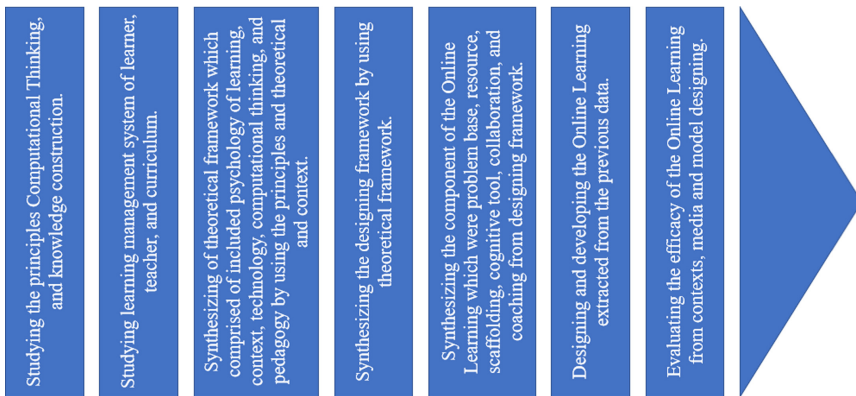 Studying the principles Computational Thinking,
and knowledge construction.
Studying learning management system of learner,
teacher, and curriculum.
Synthesizing of theoretical framework which
comprised of included psychology of learning,
context, technology, computational thinking, and
pedagogy by using the principles and theoretical
and context.
Synthesizing the designing framework by using
theoretical framework.
Synthesizing the component of the Online
Learning which were problem base, resource,
scaffolding, cognitive tool, collaboration, and
coaching from designing framework.
Designing and developing the Online Learning
extracted from the previous data.
Evaluating the efficacy of the Online Learning
from contexts, media and model designing.